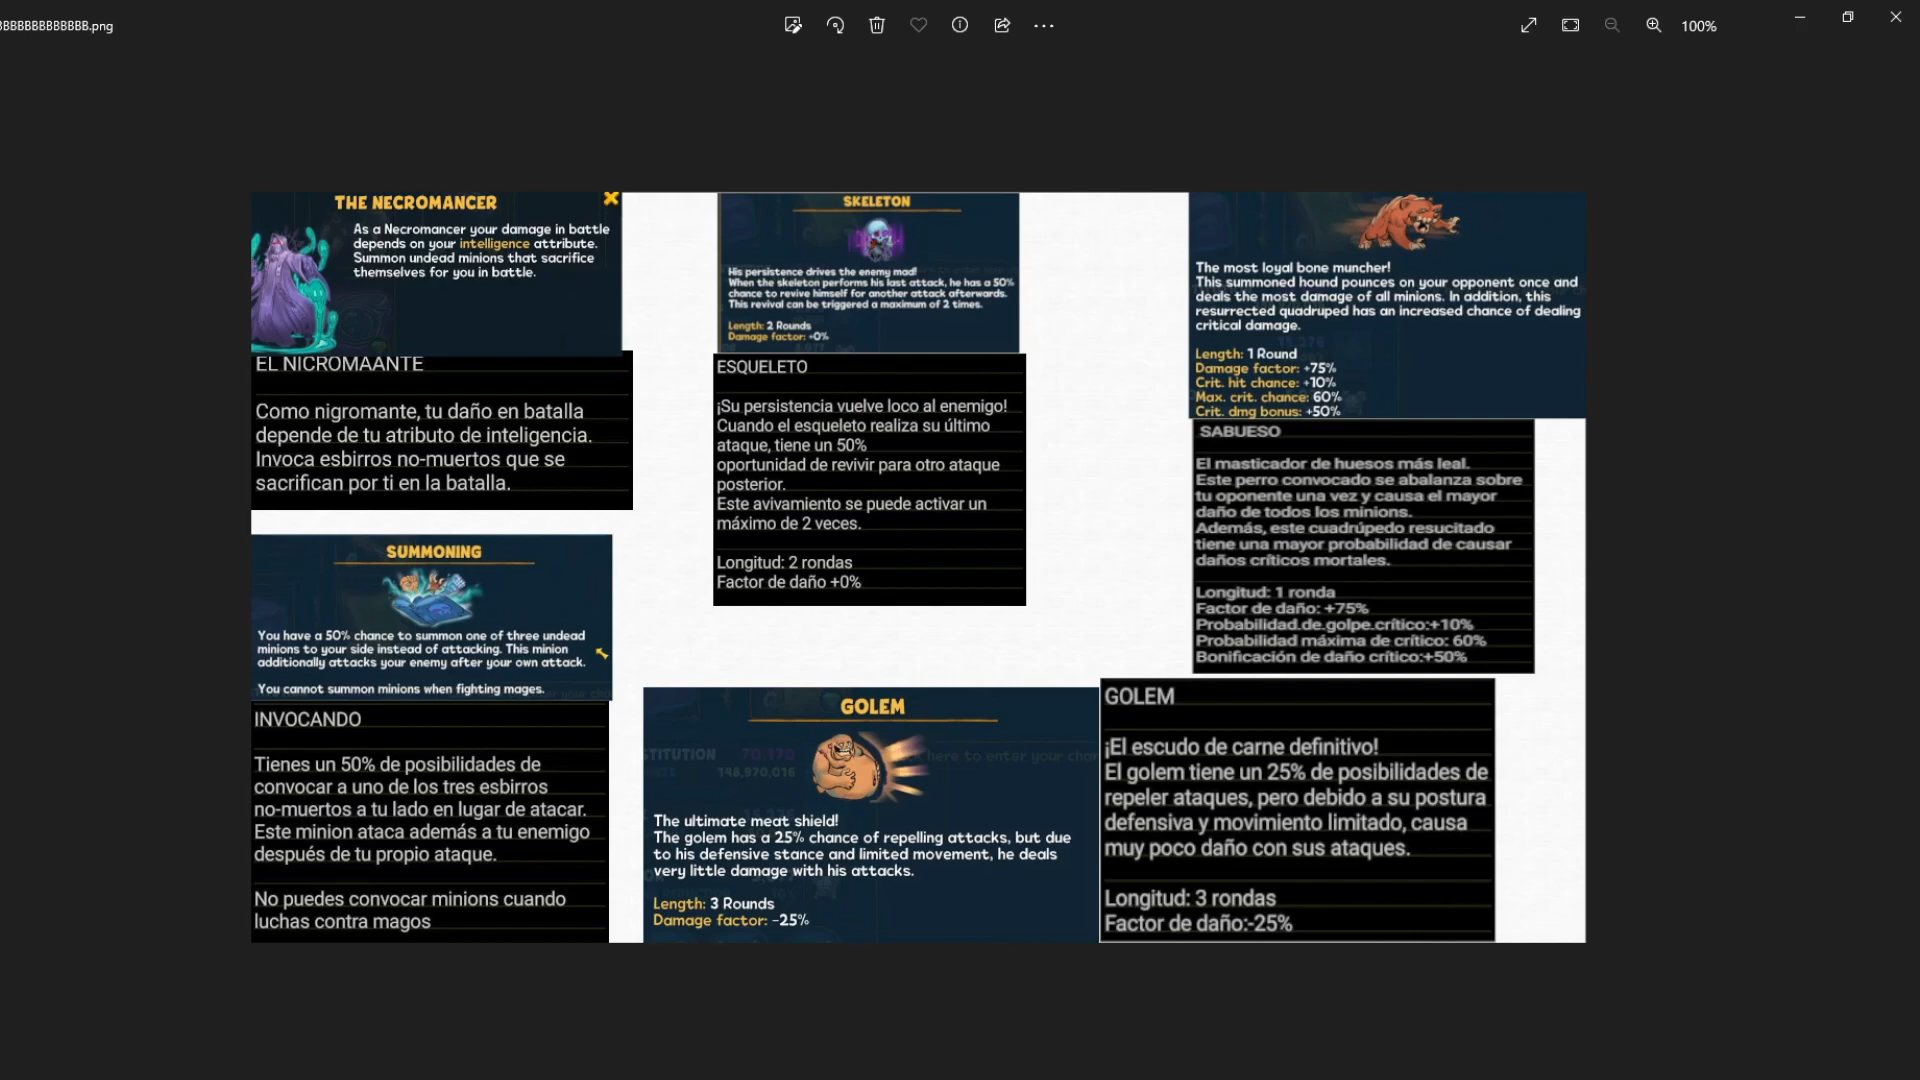 BBBBBBBBBBBBB.png
100%
THE NECROMANCER
As a Necromancer your damage in battle
depends on your intelligence attribute.
Summon undead minions that sacrifice
themselves for you in battle.
EL NICROMAANTE
Como nigromante, tu daño en batalla
depende de tu atributo de inteligencia.
Invoca esbirros no-muertos que se
sacrifican por ti en la batalla.
SUMMONING
You have a 50% chance to summon one of three undead
minions to your side instead of attacking. This minion
additionally attacks your enemy after your own attack.
You cannot summon minions when fighting mages.
INVOCANDO
Tienes un 50% de posibilidades de
convocar a uno de los tres esbirros
no-muertos a tu lado en lugar de atacar.
Este minion ataca además a tu enemigo
después de tu propio ataque.
No puedes convocar minions cuando
luchas contra magos
SKELETON
His persistence drives the enemy mad!
When the skeleton performs his last attack, he has a 50%
chance to revive himself for another attack afterwards.
This revival can be triggered a maximum of 2 times.
Length: 2 Rounds
Damage factor: +0%
ESQUELETO
¡Su persistencia vuelve loco al enemigo!
Cuando el esqueleto realiza su último
ataque, tiene un 50%
oportunidad de revivir para otro ataque
posterior.
Este avivamiento se puede activar un
máximo de 2 veces.
Longitud: 2 rondas
Factor de daño +0%
The most loyal bone muncher!
This summoned hound pounces on your opponent once and
deals the most damage of all minions. In addition, this
resurrected quadruped has an increased chance of dealing
critical damage.
Length: 1 Round
Damage factor: +75%
Crit. hit chance: +10%
Max. crit. chance: 60%
Crit. dmg bonus: +50%
SABUESO
El masticador de huesos más leal.
Este perro convocado se abalanza sobre
tu oponente una vez y causa el mayor
daño de todos los minions.
Además, este cuadrúpedo resucitado
tiene una mayor probabilidad de causar
daños críticos mortales.
Longitud: 1 ronda
Factor de daño: +75%
Probabilidad.de.golpe.crítico:+10%
Probabilidad máxima de crítico: 60%
Bonificación de daño crítico:+50%
GOLEM
STITUTION 70,170
here to enter your char
148,970,016
The ultimate meat shield!
The golem has a 25% chance of repelling attacks, but due
to his defensive stance and limited movement, he deals
very little damage with his attacks.
Length: 3 Rounds
Damage factor: -25%
GOLEM
¡El escudo de carne definitivo!
El golem tiene un 25% de posibilidades de
repeler ataques, pero debido a su postura
defensiva y movimiento limitado, causa
muy poco daño con sus ataques.
Longitud: 3 rondas
Factor de daño:-25%